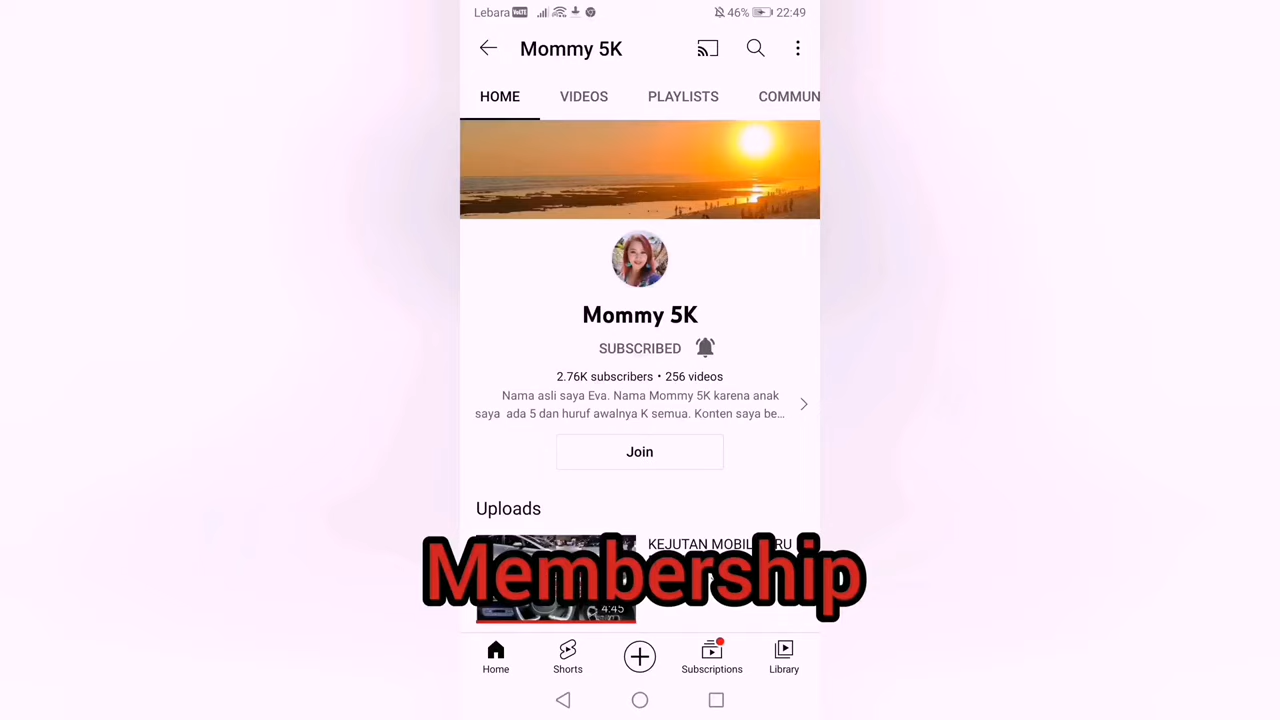 Lebara VoLTE 46% 22:49
Mommy 5K
HOME VIDEOS PLAYLISTS COMMUN
Mommy 5K
SUBSCRIBED
2.76K subscribers • 256 videos
Nama asli saya Eva. Nama Mommy 5K karena anak
saya ada 5 dan huruf awalnya K semua. Konten saya be...
Join
Uploads
KEJUTAN MOBIL
Membership
4:45
Home Shorts Subscriptions Library